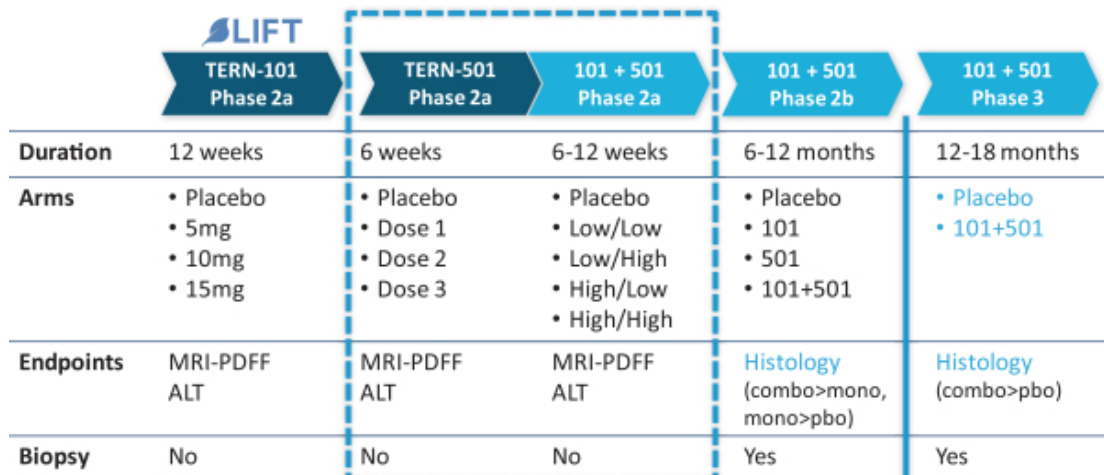 LIFT
TERN-101
Phase 2a
TERN-501
Phase 2a
101 + 501
Phase 2a
101 + 501
Phase 2b
101 + 501
Phase 3
Duration
12 weeks
6 weeks
6-12 weeks
6-12 months
12-18 months
Arms
• Placebo
• 5mg
• 10mg
• 15mg
• Placebo
• Dose 1
• Dose 2
• Dose 3
• Placebo
• Low/Low
• Low/High
• High/Low
• High/High
• Placebo
• 101
• 501
• 101+501
• Placebo
• 101+501
Endpoints
MRI-PDFF
ALT
MRI-PDFF
ALT
MRI-PDFF
ALT
Histology
(combo>mono,
mono>pbo)
Histology
(combo>pbo)
Biopsy
No
No
No
Yes
Yes